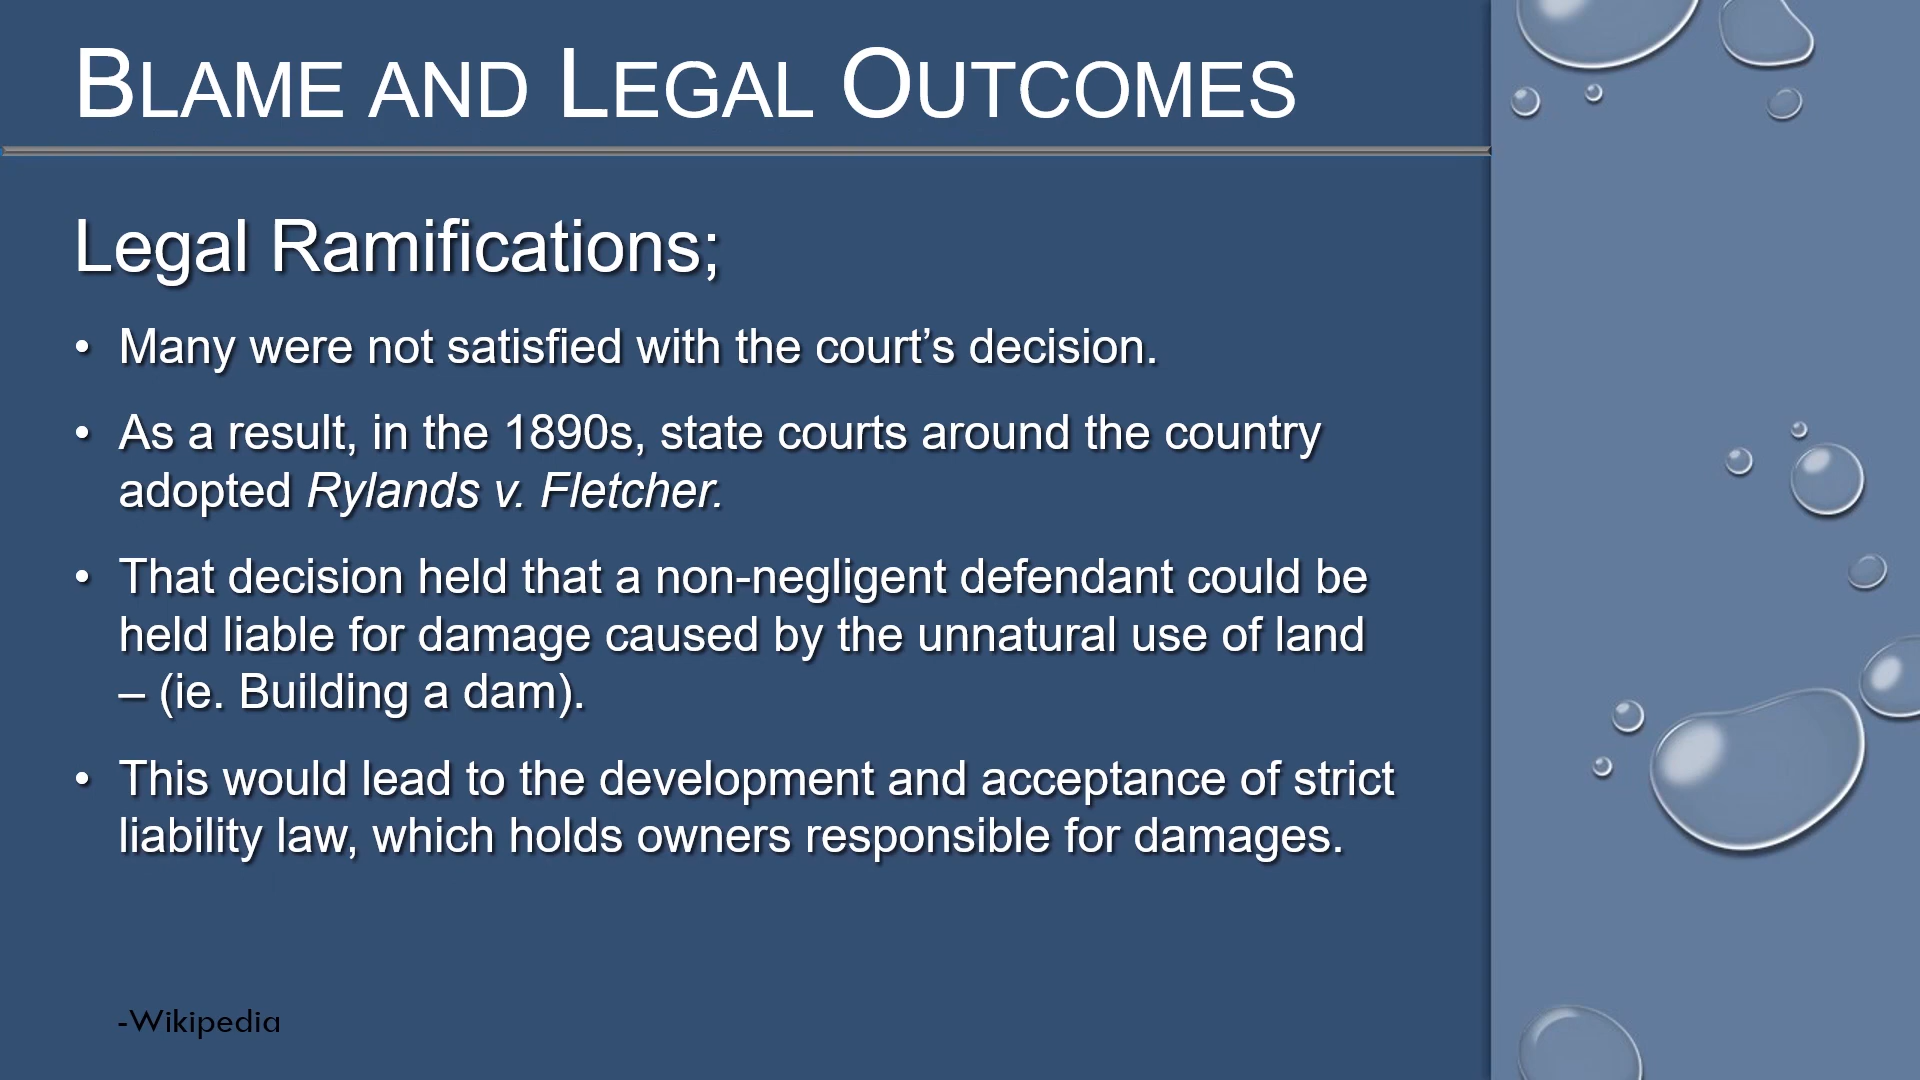 BLAME AND LEGAL OUTCOMES
Legal Ramifications;
• Many were not satisfied with the court’s decision.
• As a result, in the 1890s, state courts around the country
adopted Rylands v. Fletcher.
• That decision held that a non-negligent defendant could be
held liable for damage caused by the unnatural use of land
– (ie. Building a dam).
• This would lead to the development and acceptance of strict
liability law, which holds owners responsible for damages.
-Wikipedia